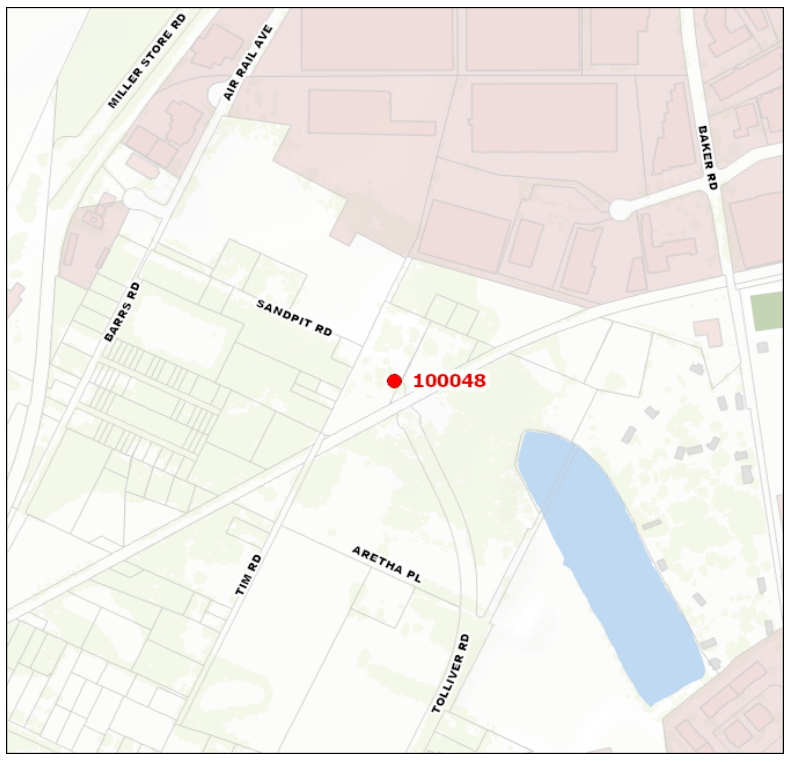 MILLER STORE RD
AIR RAIL AVE
BAKER RD
BARRS RD
SANDPIT RD
100048
TIM RD
ARETHA PL
TOLLIVER RD